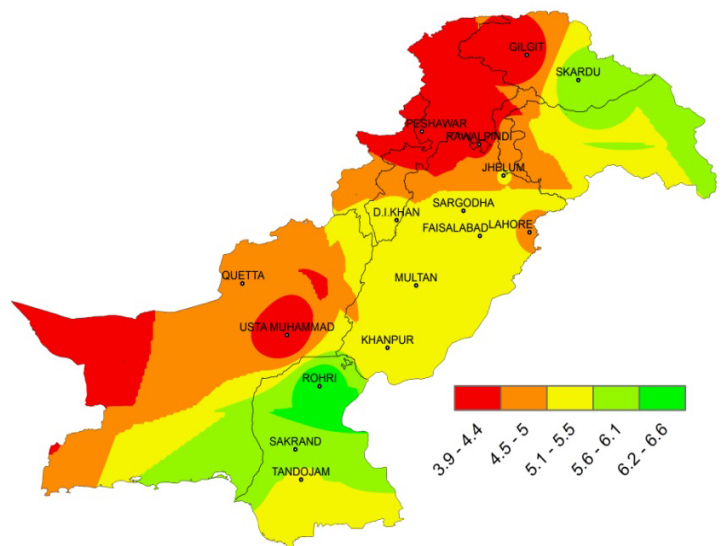 GILGIT
SKARDU
PESHAWAR
RAWALPINDI
JHELUM
SARGODHA
D.I.KHAN
FAISALABAD
LAHORE
QUETTA
MULTAN
USTA MUHAMMAD
KHANPUR
ROHRI
SAKRAND
TANDOJAM
3.9 - 4.4
4.5 - 5
5.1 - 5.5
5.6 - 6.1
6.2 - 6.6